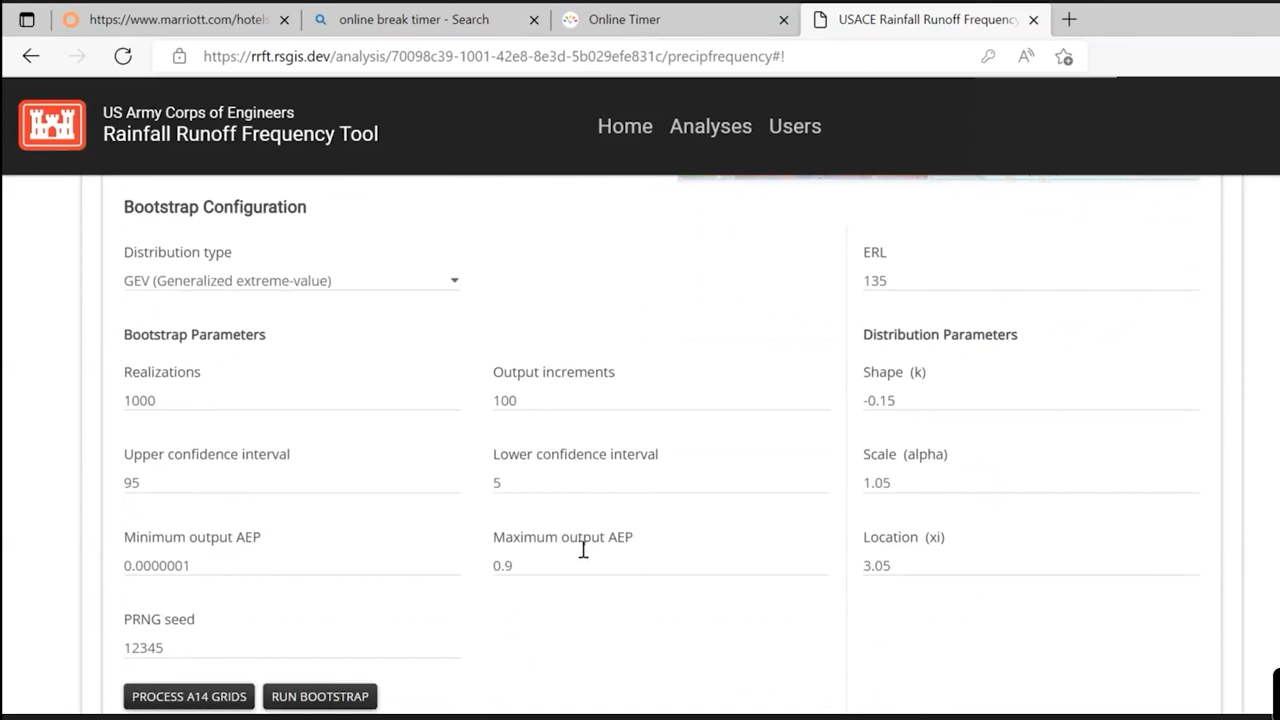 https://www.marriott.com/hotels
online break timer - Search
Online Timer
USACE Rainfall Runoff Frequency
https://rrft.rsgis.dev/analysis/70098c39-1001-42e8-8e3d-5b029efe831c/precipfrequency#!
US Army Corps of Engineers
Rainfall Runoff Frequency Tool
Home Analyses Users
Bootstrap Configuration
Distribution type
ERL
GEV (Generalized extreme-value)
135
Bootstrap Parameters
Distribution Parameters
Realizations
Output increments
Shape (k)
1000
100
-0.15
Upper confidence interval
Lower confidence interval
Scale (alpha)
95
5
1.05
Minimum output AEP
Maximum output AEP
Location (xi)
0.0000001
0.9
3.05
PRNG seed
12345
PROCESS A14 GRIDS
RUN BOOTSTRAP